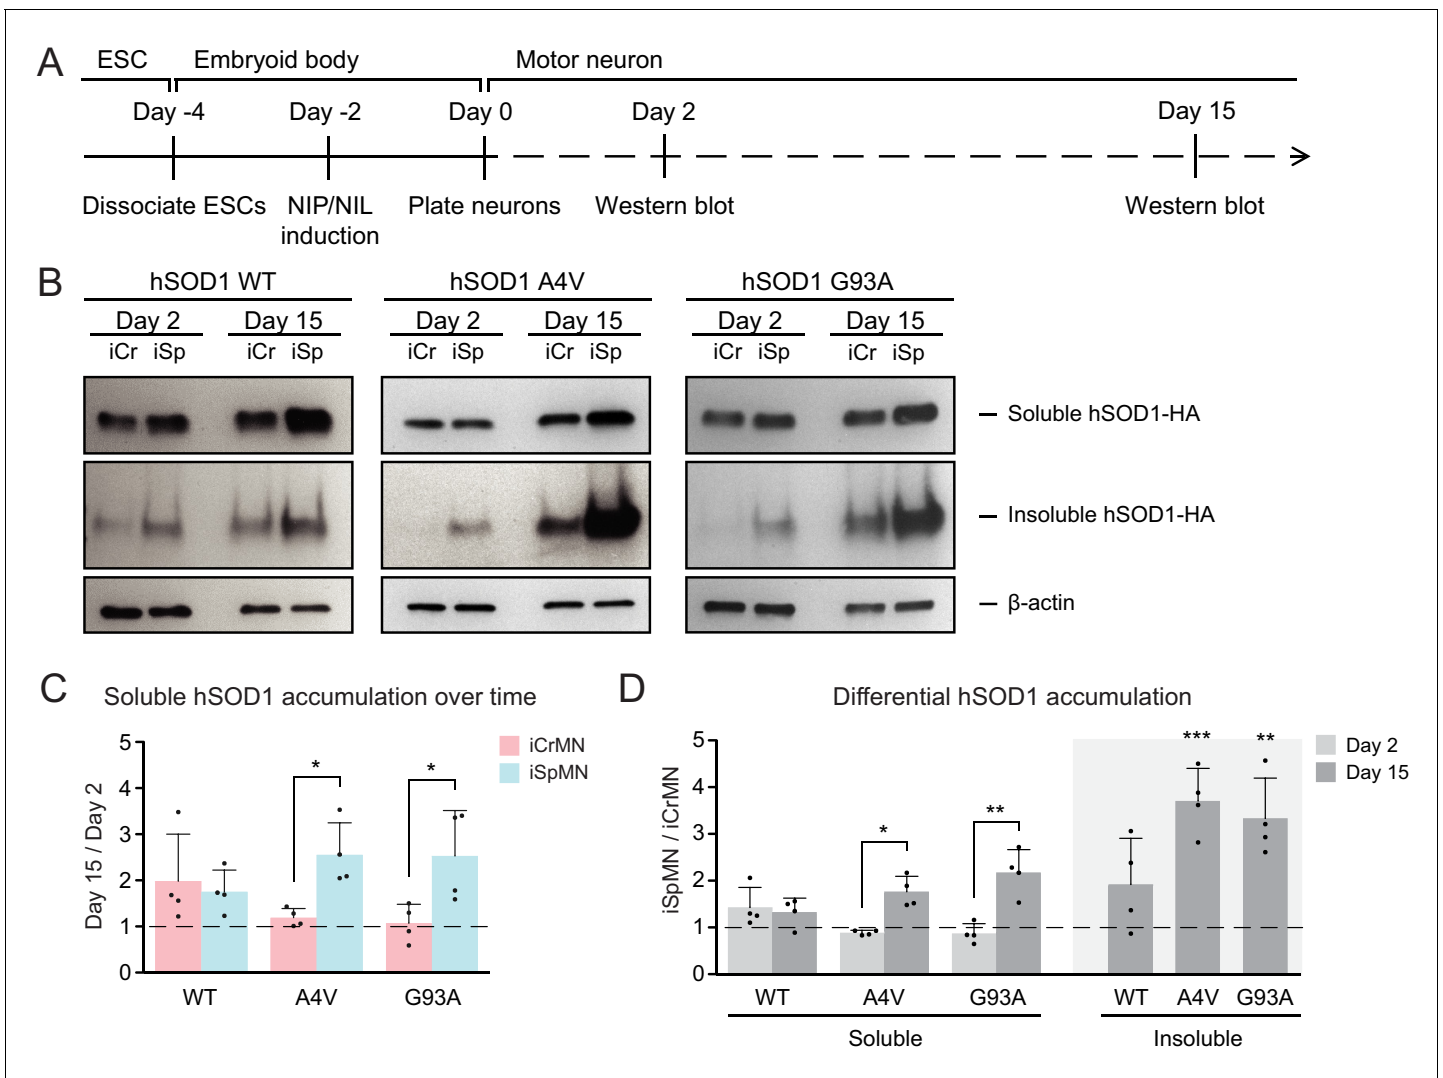 A
ESC Embryoid body Motor neuron
Day -4 Day -2 Day 0 Day 2 Day 15
Dissociate ESCs NIP/NIL Plate neurons Western blot Western blot
induction
B
hSOD1 WT hSOD1 A4V hSOD1 G93A
Day 2 Day 15 Day 2 Day 15 Day 2 Day 15
iCr iSp iCr iSp iCr iSp iCr iSp iCr iSp iCr iSp
Soluble hSOD1-HA
Insoluble hSOD1-HA
β-actin
C
Soluble hSOD1 accumulation over time
Day 15 / Day 2
5
4
3
2
1
0
* *
iCrMN
iSpMN
WT A4V G93A
D
Differential hSOD1 accumulation
iSpMN / iCrMN
5
4
3
2
1
0
* ** *** **
Day 2
Day 15
WT A4V G93A WT A4V G93A
Soluble Insoluble